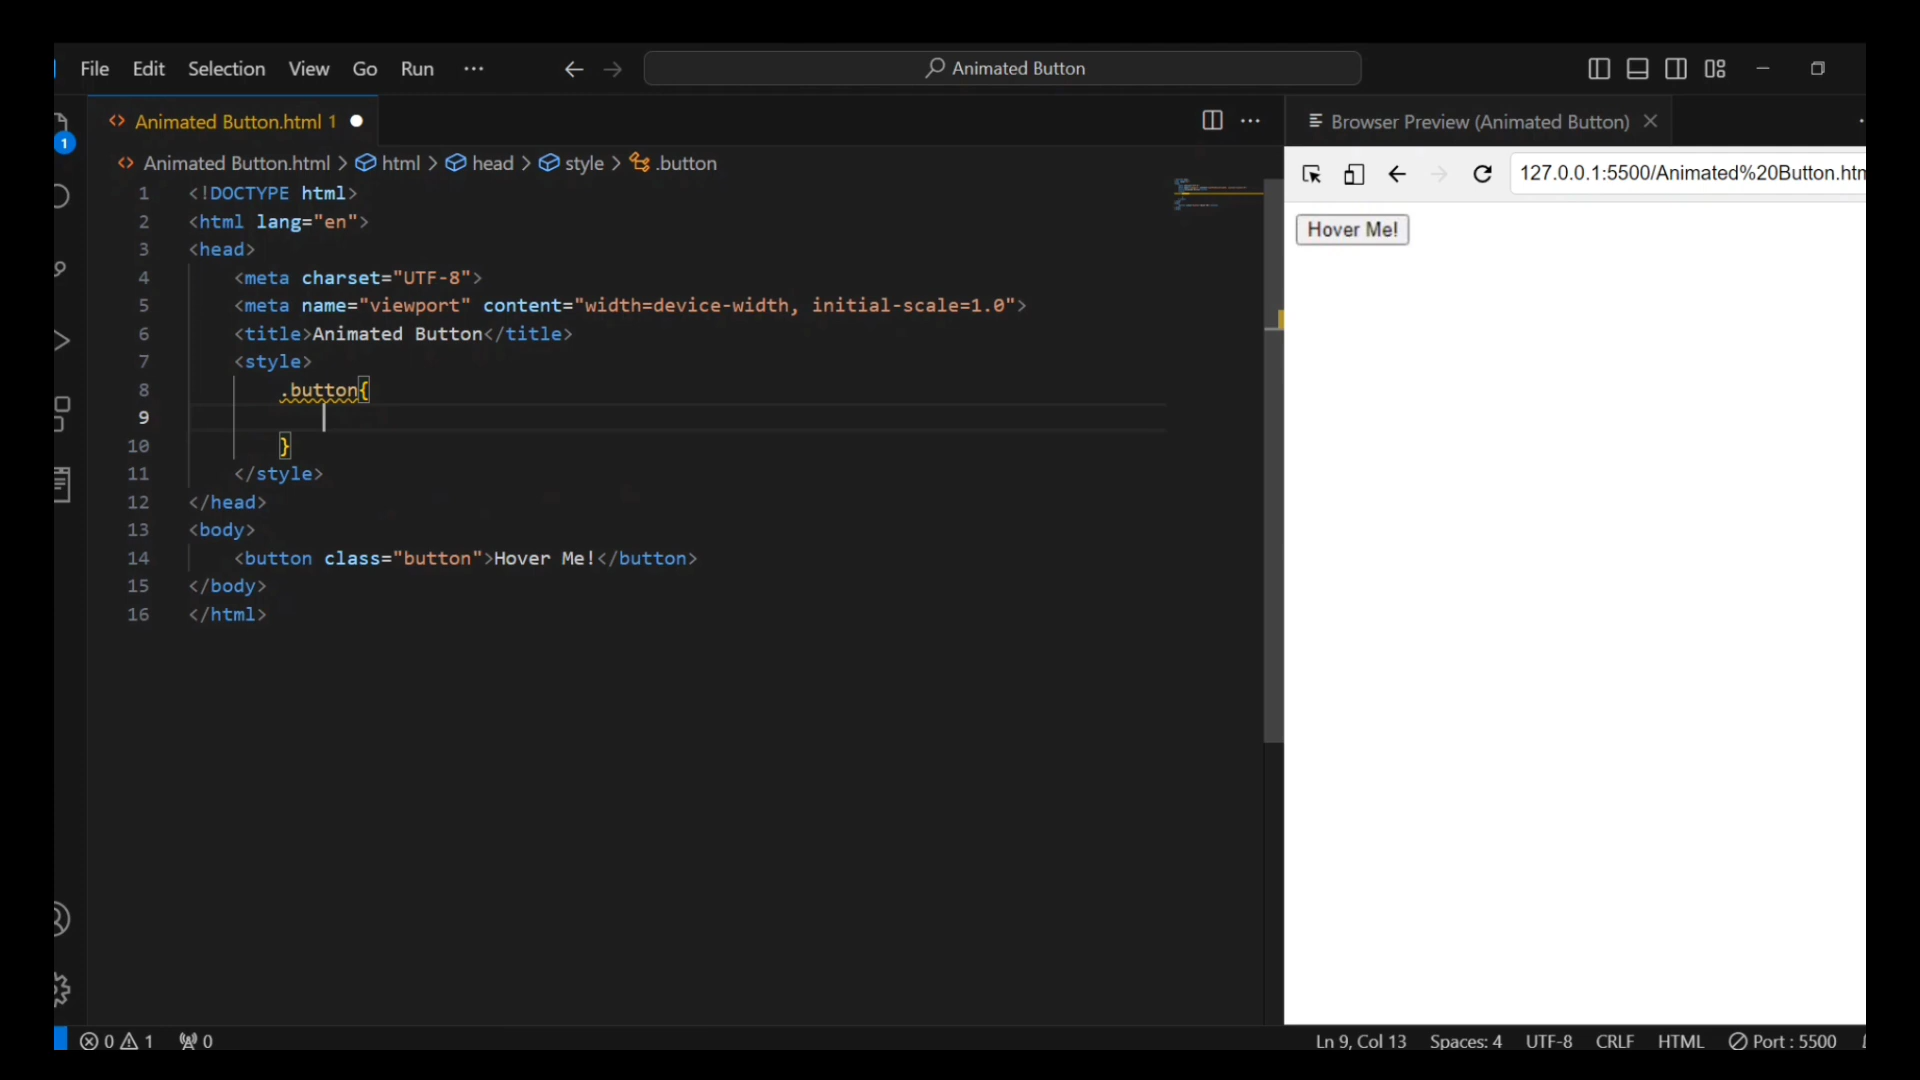 File Edit Selection View Go Run ··· Animated Button
Animated Button.html 1
Browser Preview (Animated Button)
1
Animated Button.html > html > head > style > .button
127.0.0.1:5500/Animated%20Button.htm
1 <!DOCTYPE html>
2 <html lang="en">
3 <head>
4 <meta charset="UTF-8">
5 <meta name="viewport" content="width=device-width, initial-scale=1.0">
6 <title>Animated Button</title>
7 <style>
8 .button{
9
10 }
11 </style>
12 </head>
13 <body>
14 <button class="button">Hover Me!</button>
15 </body>
16 </html>
Hover Me!
0 1 0 Ln 9, Col 13 Spaces: 4 UTF-8 CRLF HTML Port : 5500